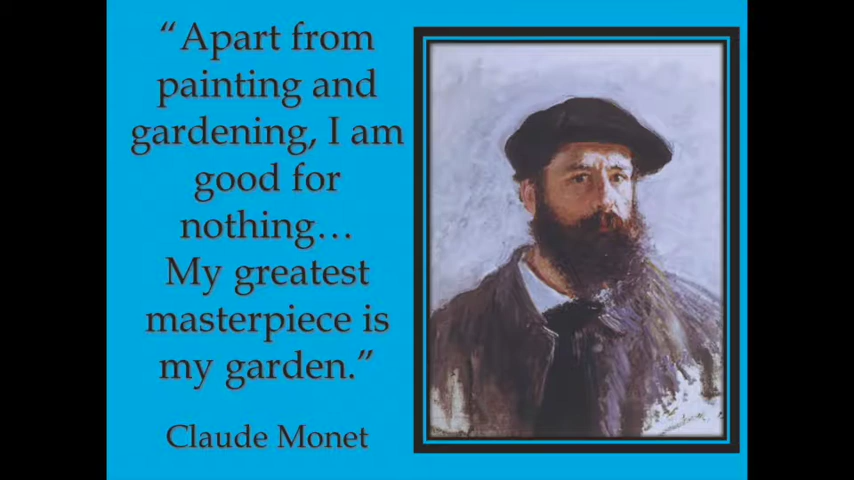 “Apart from
painting and
gardening, I am
good for
nothing…
My greatest
masterpiece is
my garden.”
Claude Monet